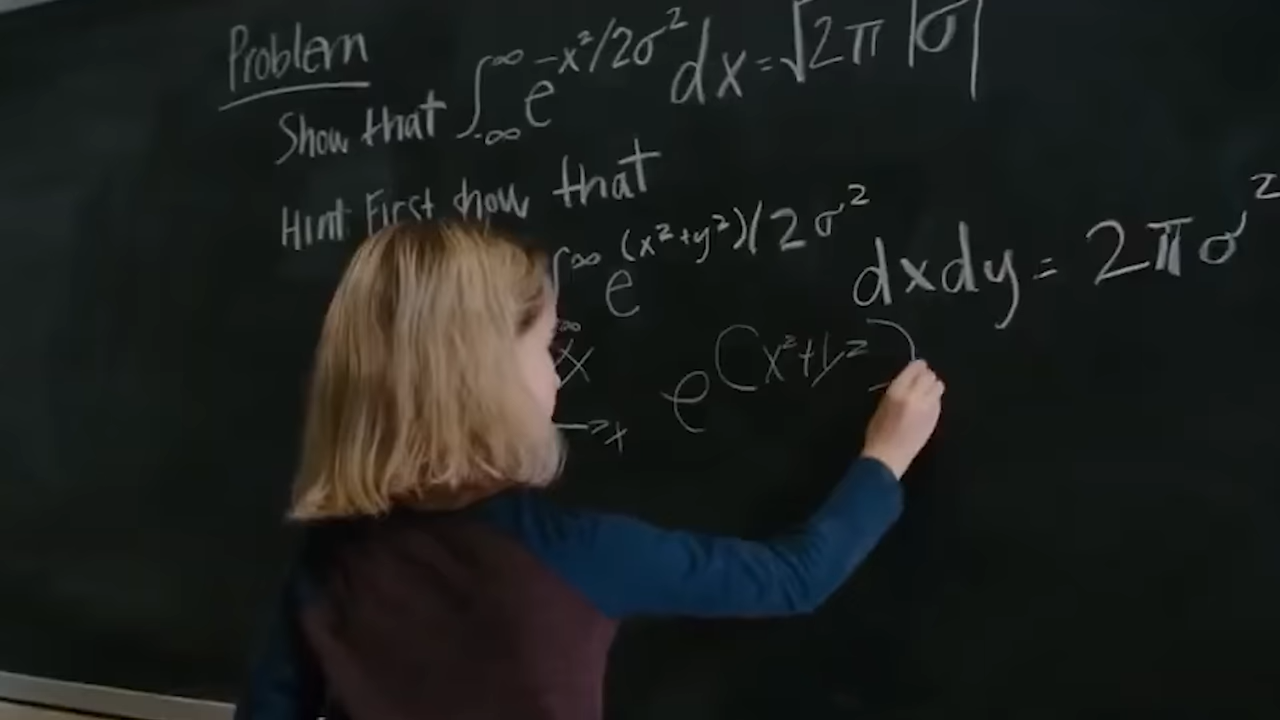 Problem
Show that ∫_{-∞}^{∞} e^{-x²/2σ²} dx = √2π |σ|
Hint: First show that
∫^{∞} e^{(x²+y²)/2σ²} dxdy = 2πσ²
∞ x e^{(x²+y²)}
→x